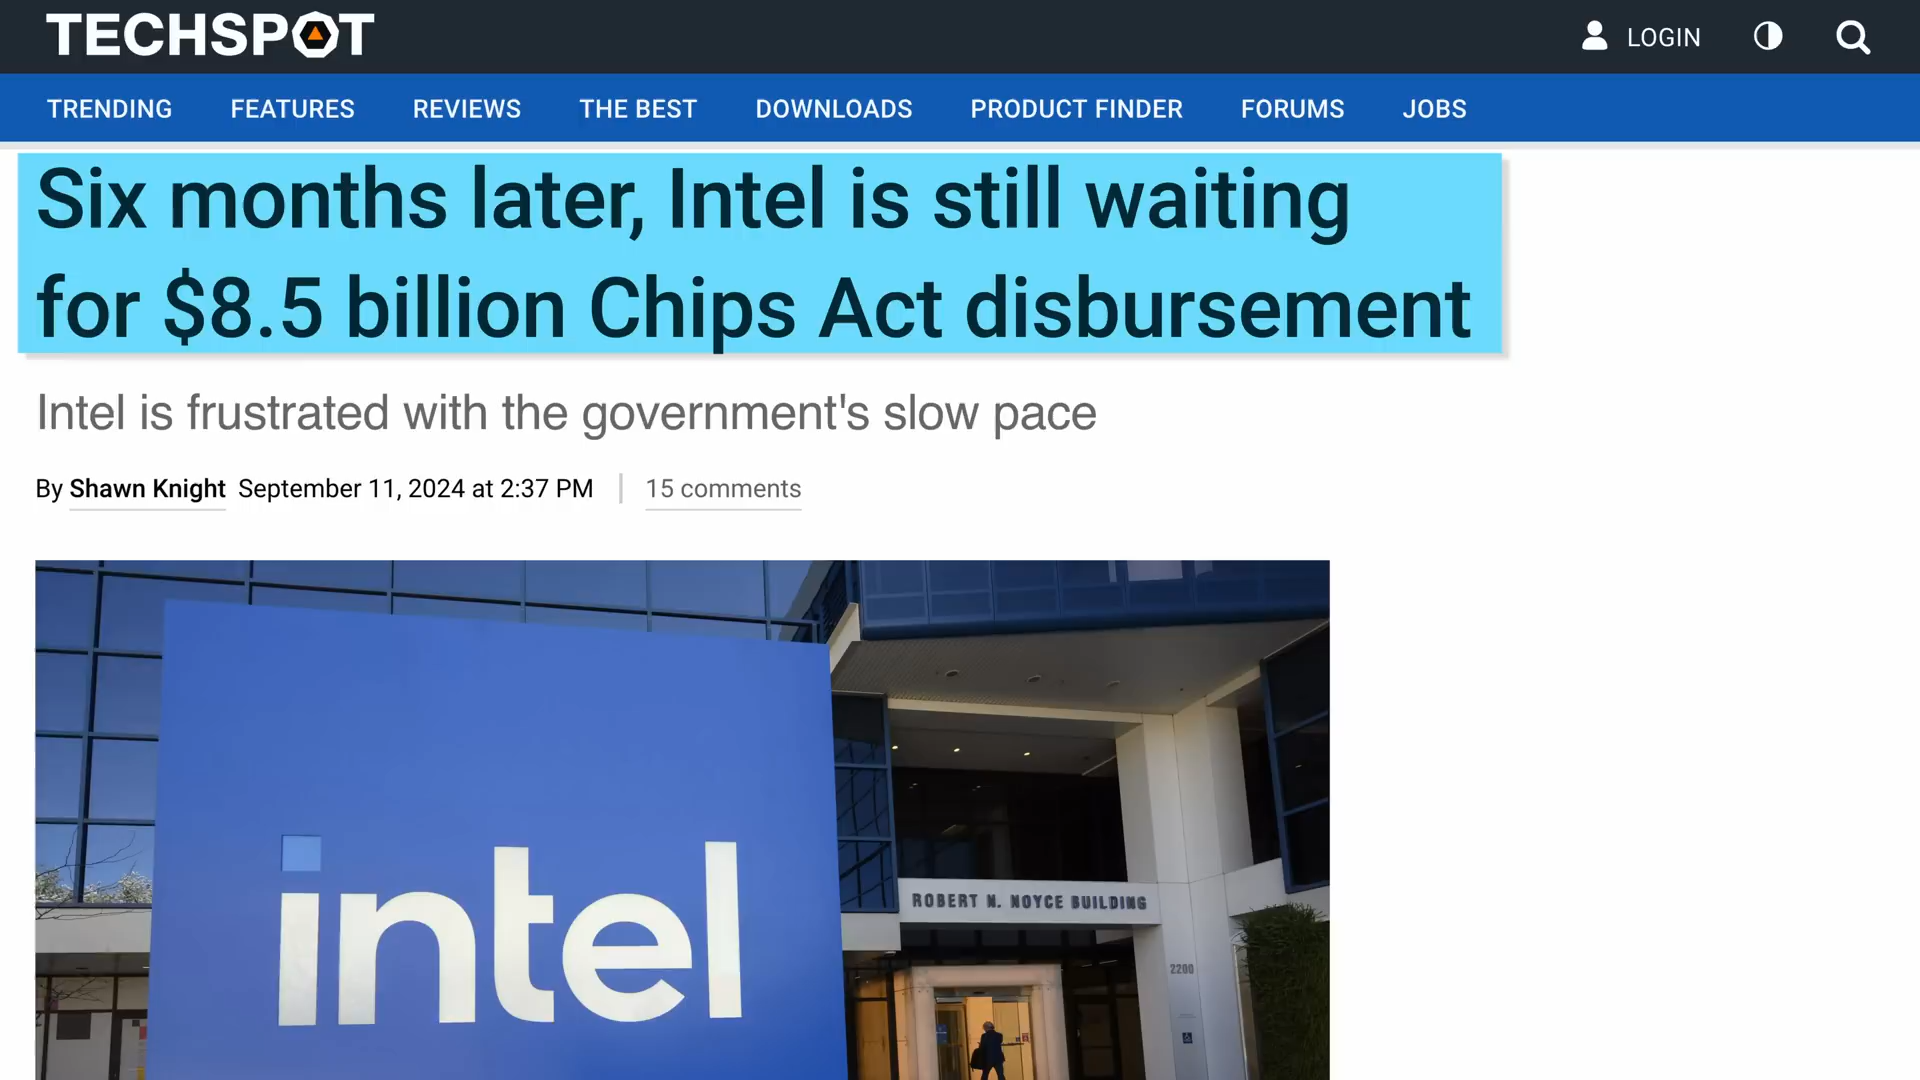 TECHSPOT
LOGIN
TRENDING FEATURES REVIEWS THE BEST DOWNLOADS PRODUCT FINDER FORUMS JOBS
Six months later, Intel is still waiting
for $8.5 billion Chips Act disbursement
Intel is frustrated with the government's slow pace
By Shawn Knight September 11, 2024 at 2:37 PM | 15 comments
intel
ROBERT N. NOYCE BUILDING
2200